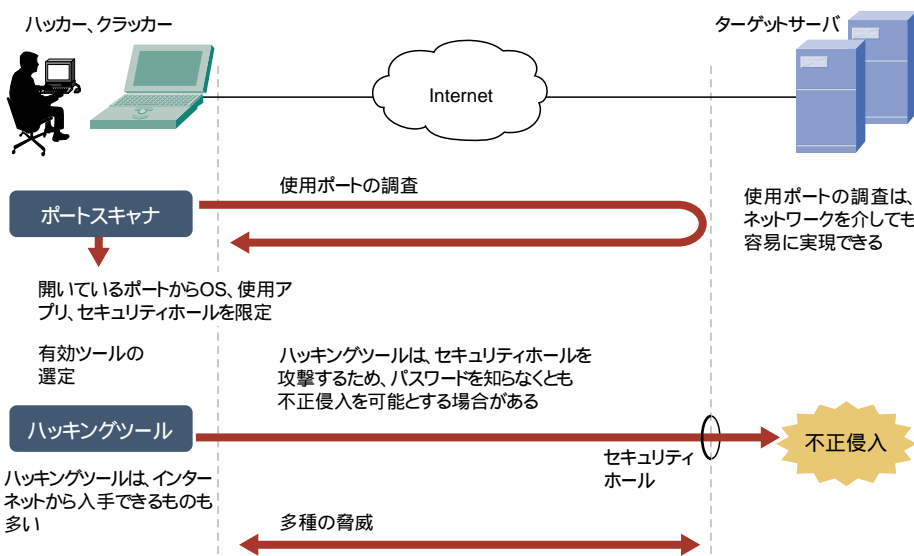 ハッカー、クラッカー
ターゲットサーバ
Internet
使用ポートの調査
ポートスキャナ
使用ポートの調査は、
ネットワークを介しても
容易に実現できる
開いているポートからOS、使用ア
プリ、セキュリティホールを限定
有効ツールの
選定
ハッキングツールは、セキュリティホールを
攻撃するため、パスワードを知らなくとも
不正侵入を可能とする場合がある
ハッキングツール
不正侵入
セキュリティ
ホール
ハッキングツールは、インター
ネットから入手できるものも
多い
多種の脅威